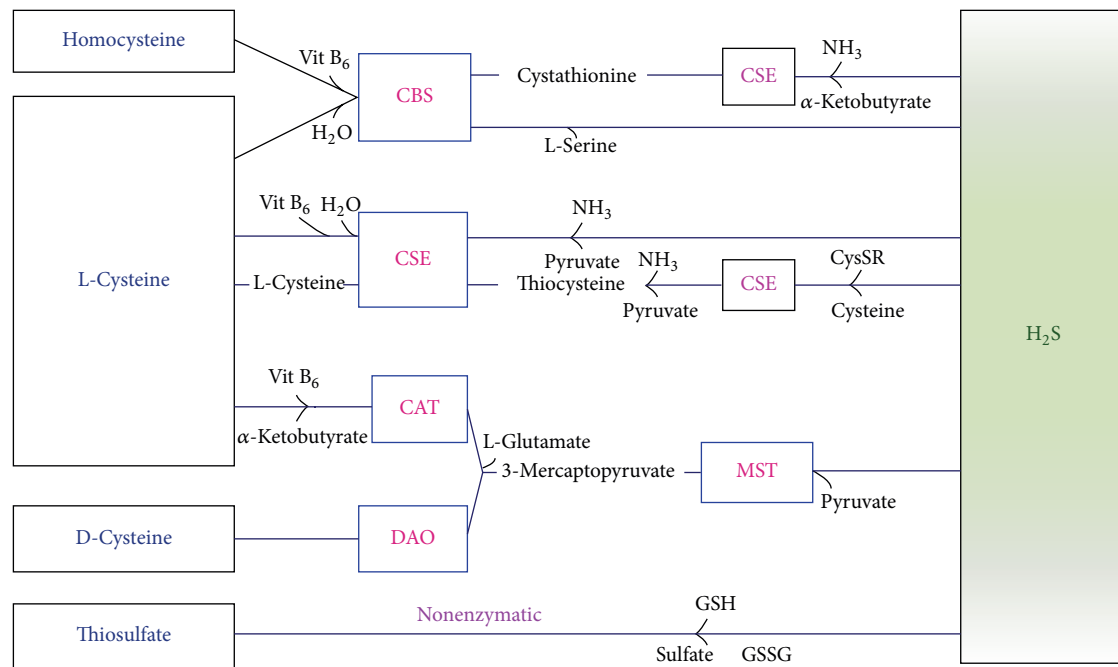 Homocysteine
Vit B₆
H₂O
CBS
Cystathionine
CSE
NH₃
α-Ketobutyrate
L-Serine
L-Cysteine
Vit B₆
H₂O
L-Cysteine
CSE
NH₃
Pyruvate
Thiocysteine
NH₃
Pyruvate
CSE
CysSR
Cysteine
H₂S
Vit B₆
α-Ketobutyrate
CAT
L-Glutamate
3-Mercaptopyruvate
MST
Pyruvate
D-Cysteine
DAO
Thiosulfate
Nonenzymatic
GSH
Sulfate GSSG